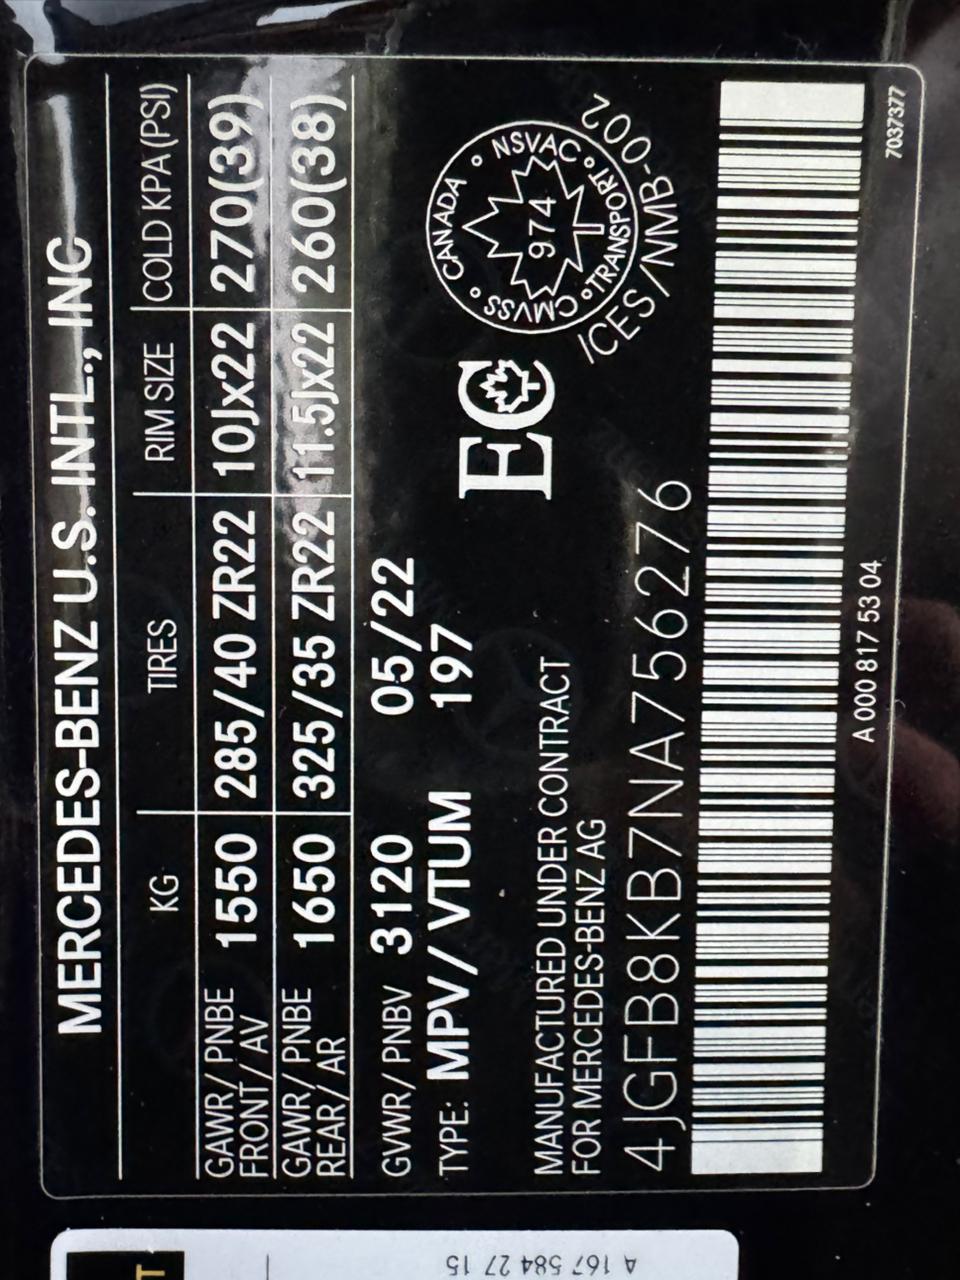 MERCEDES-BENZ U.S. INTL., INC
KG TIRES RIM SIZE COLD KPA (PSI)
GAWR/ PNBE
FRONT/ AV 1550 285/40 ZR22 10Jx22 270(39)
GAWR/ PNBE
REAR/ AR 1650 325/35 ZR22 11.5Jx22 260(38)
GVWR/ PNBV 3120 05/22
TYPE: MPV/VTUM 197
EC
CANADA • NSVAC • TRANSPORT • CMVSS •
974
ICES/NMB-002
MANUFACTURED UNDER CONTRACT
FOR MERCEDES-BENZ AG
4JGFB8KB7NA756276
A 000 817 53 04
7037377
A 167 584 27 15
T